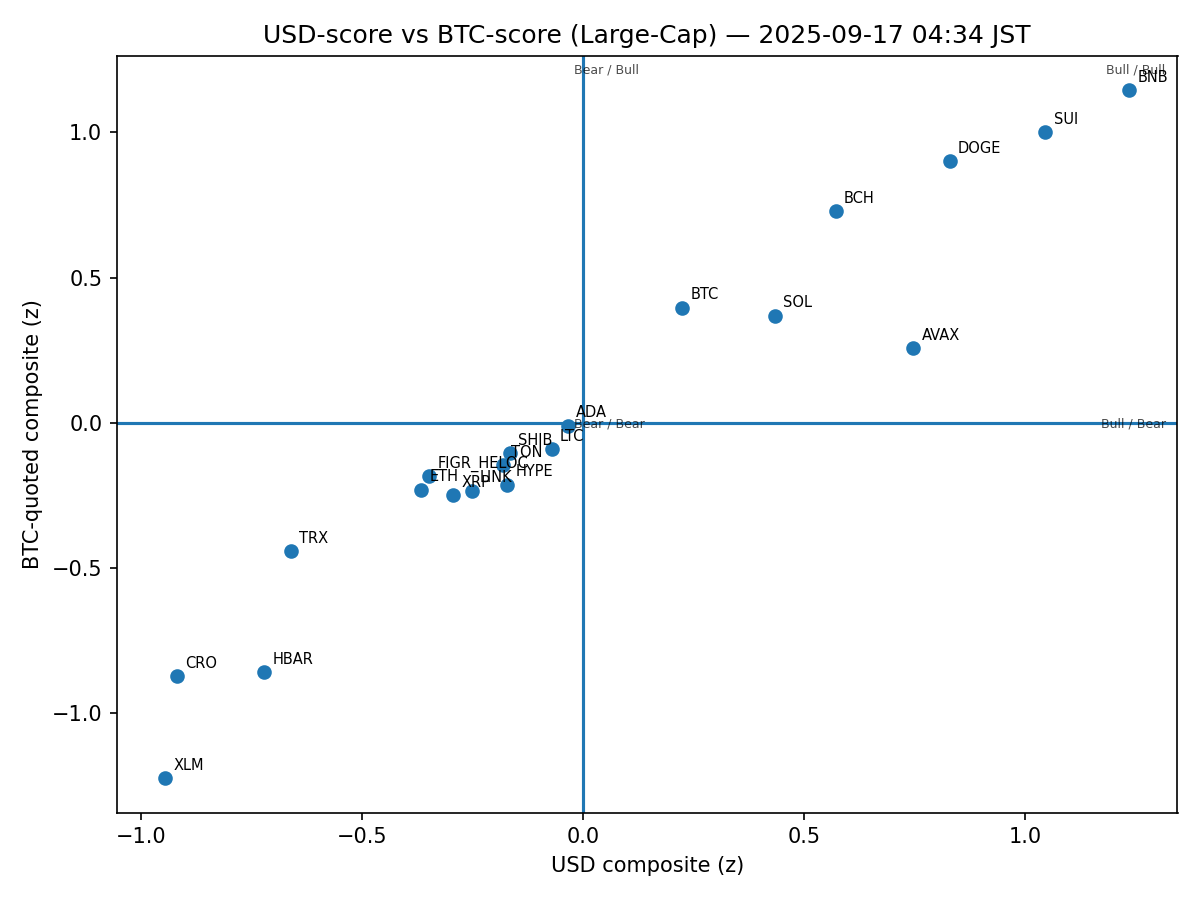 USD-score vs BTC-score (Large-Cap) — 2025-09-17 04:34 JST
Bear / Bull
Bull / Bull
BNB
SUI
DOGE
BCH
BTC
SOL
AVAX
ADA
Bear / Bear
Bull / Bear
LTC
SHIB
TON
FIGR_HELOC
HYPE
ETH
XRP
LINK
TRX
CRO
HBAR
XLM
1.0
0.5
0.0
−0.5
−1.0
BTC-quoted composite (z)
−1.0
−0.5
0.0
0.5
1.0
USD composite (z)